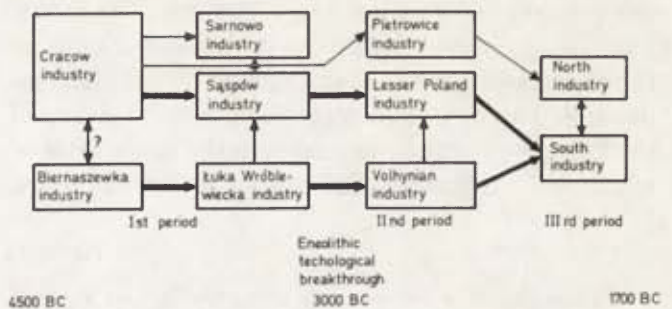 Cracow
industry
Sarnowo
industry
Pietrowice
industry
North
industry
Sąspów
industry
Lesser Poland
industry
?
South
industry
Biernaszewka
industry
Łuka Wróble-
wiecka industry
Volhynian
industry
Ist period
IInd period
IIIrd period
Eneolithic
techological
breakthrough
4500 BC
3000 BC
1700 BC